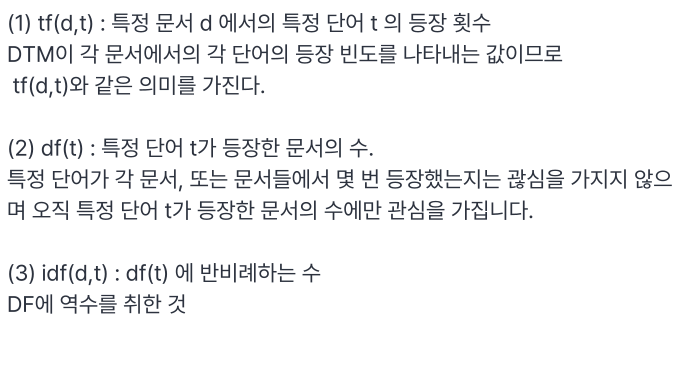 (1) tf(d,t) : 특정 문서 d 에서의 특정 단어 t 의 등장 횟수
DTM이 각 문서에서의 각 단어의 등장 빈도를 나타내는 값이므로
tf(d,t)와 같은 의미를 가진다.
(2) df(t) : 특정 단어 t가 등장한 문서의 수.
특정 단어가 각 문서, 또는 문서들에서 몇 번 등장했는지는 괂심을 가지지 않으
며 오직 특정 단어 t가 등장한 문서의 수에만 관심을 가집니다.
(3) idf(d,t) : df(t) 에 반비례하는 수
DF에 역수를 취한 것